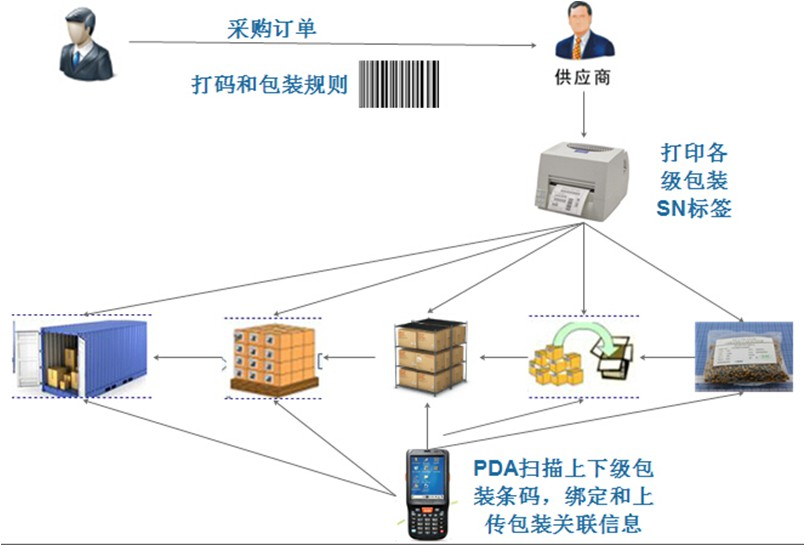 采购订单
打码和包装规则
供应商
打印各
级包装
SN标签
PDA扫描上下级包
装条码，绑定和上
传包装关联信息